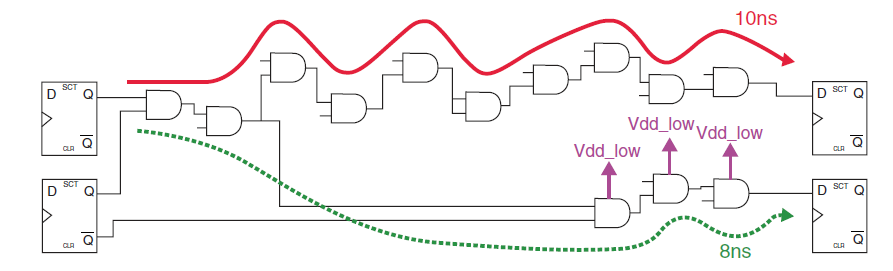 10ns
SCT
D Q
Q
CLR
SCT
D Q
Q
CLR
Vdd_low
Vdd_low
Vdd_low
SCT
D Q
Q
CLR
SCT
D Q
Q
CLR
8ns